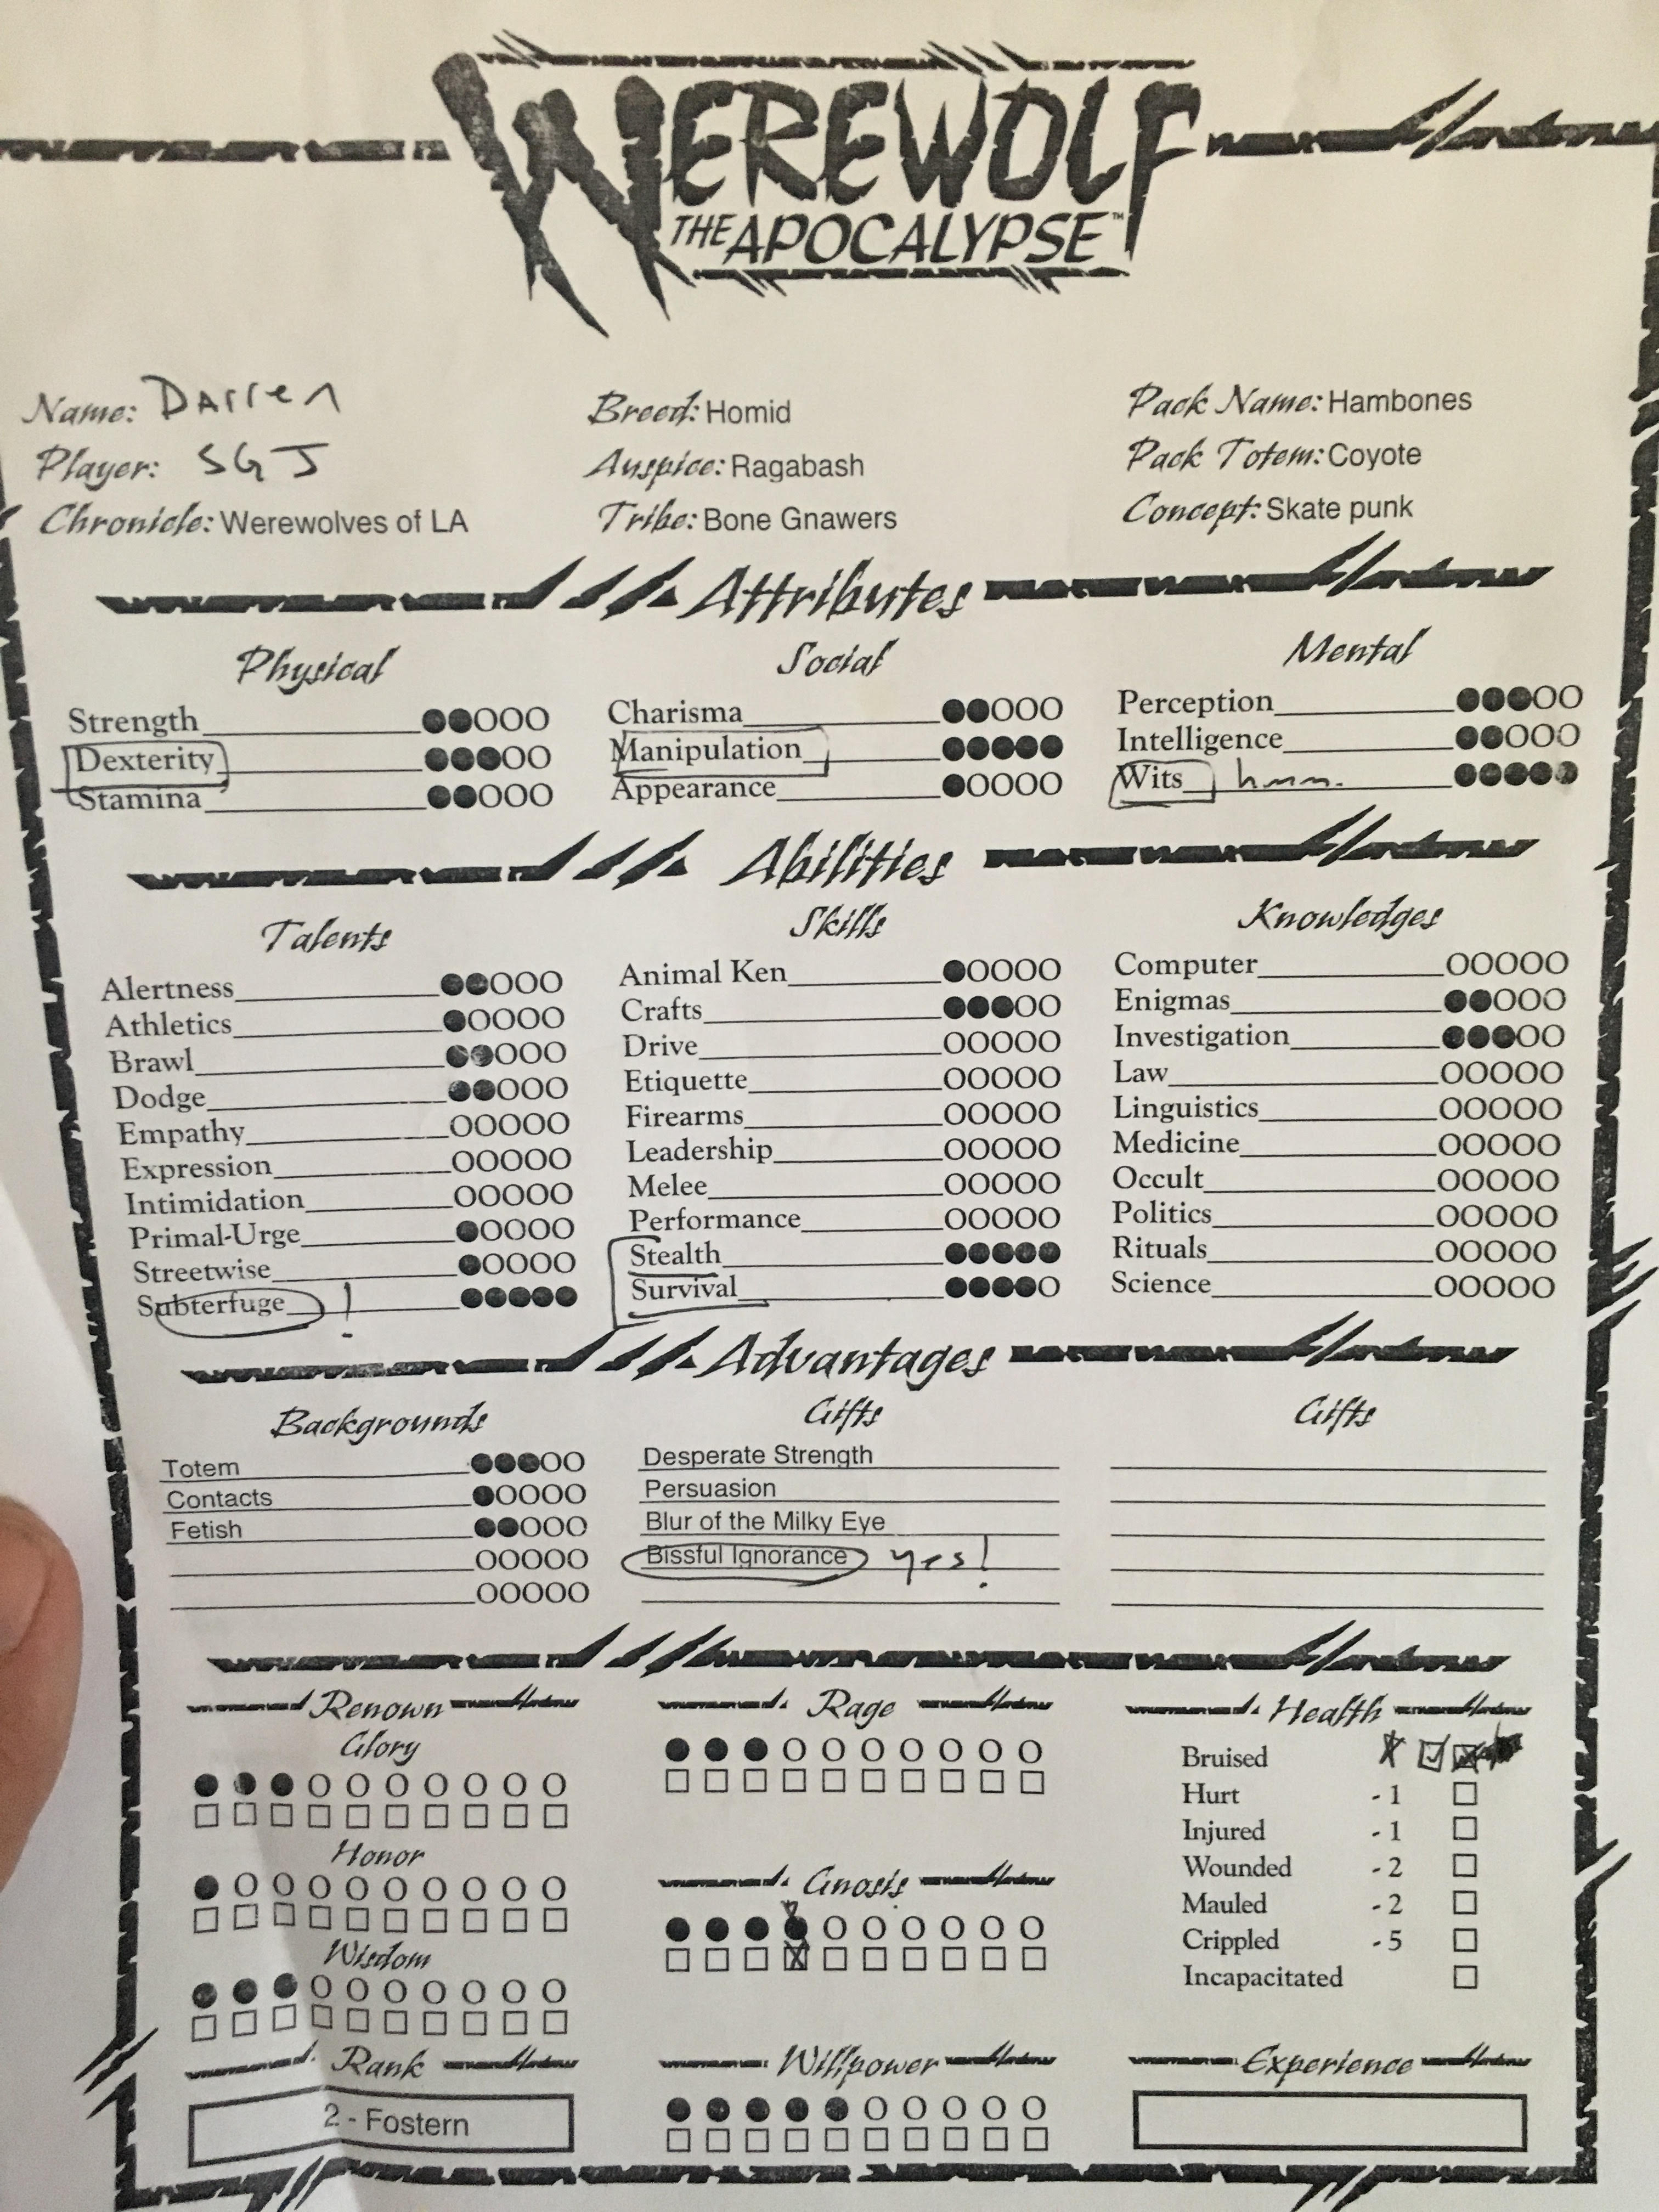 WEREWOLF
THE APOCALYPSE™
Name: Darren
Player: SGJ
Chronicle: Werewolves of LA
Breed: Homid
Auspice: Ragabash
Tribe: Bone Gnawers
Pack Name: Hambones
Pack Totem: Coyote
Concept: Skate punk
Attributes
Physical
Strength
Dexterity
Stamina
Social
Charisma
Manipulation
Appearance
Mental
Perception
Intelligence
Wits hmm.
Abilities
Talents
Alertness
Athletics
Brawl
Dodge
Empathy
Expression
Intimidation
Primal-Urge
Streetwise
Subterfuge !
Skills
Animal Ken
Crafts
Drive
Etiquette
Firearms
Leadership
Melee
Performance
Stealth
Survival
Knowledges
Computer
Enigmas
Investigation
Law
Linguistics
Medicine
Occult
Politics
Rituals
Science
Advantages
Backgrounds
Totem
Contacts
Fetish
Gifts
Desperate Strength
Persuasion
Blur of the Milky Eye
Bissful Ignorance yes!
Gifts
Renown
Glory
Honor
Wisdom
Rank
2 - Fostern
Rage
Gnosis
Willpower
Health
Bruised
Hurt -1
Injured -1
Wounded -2
Mauled -2
Crippled -5
Incapacitated
Experience